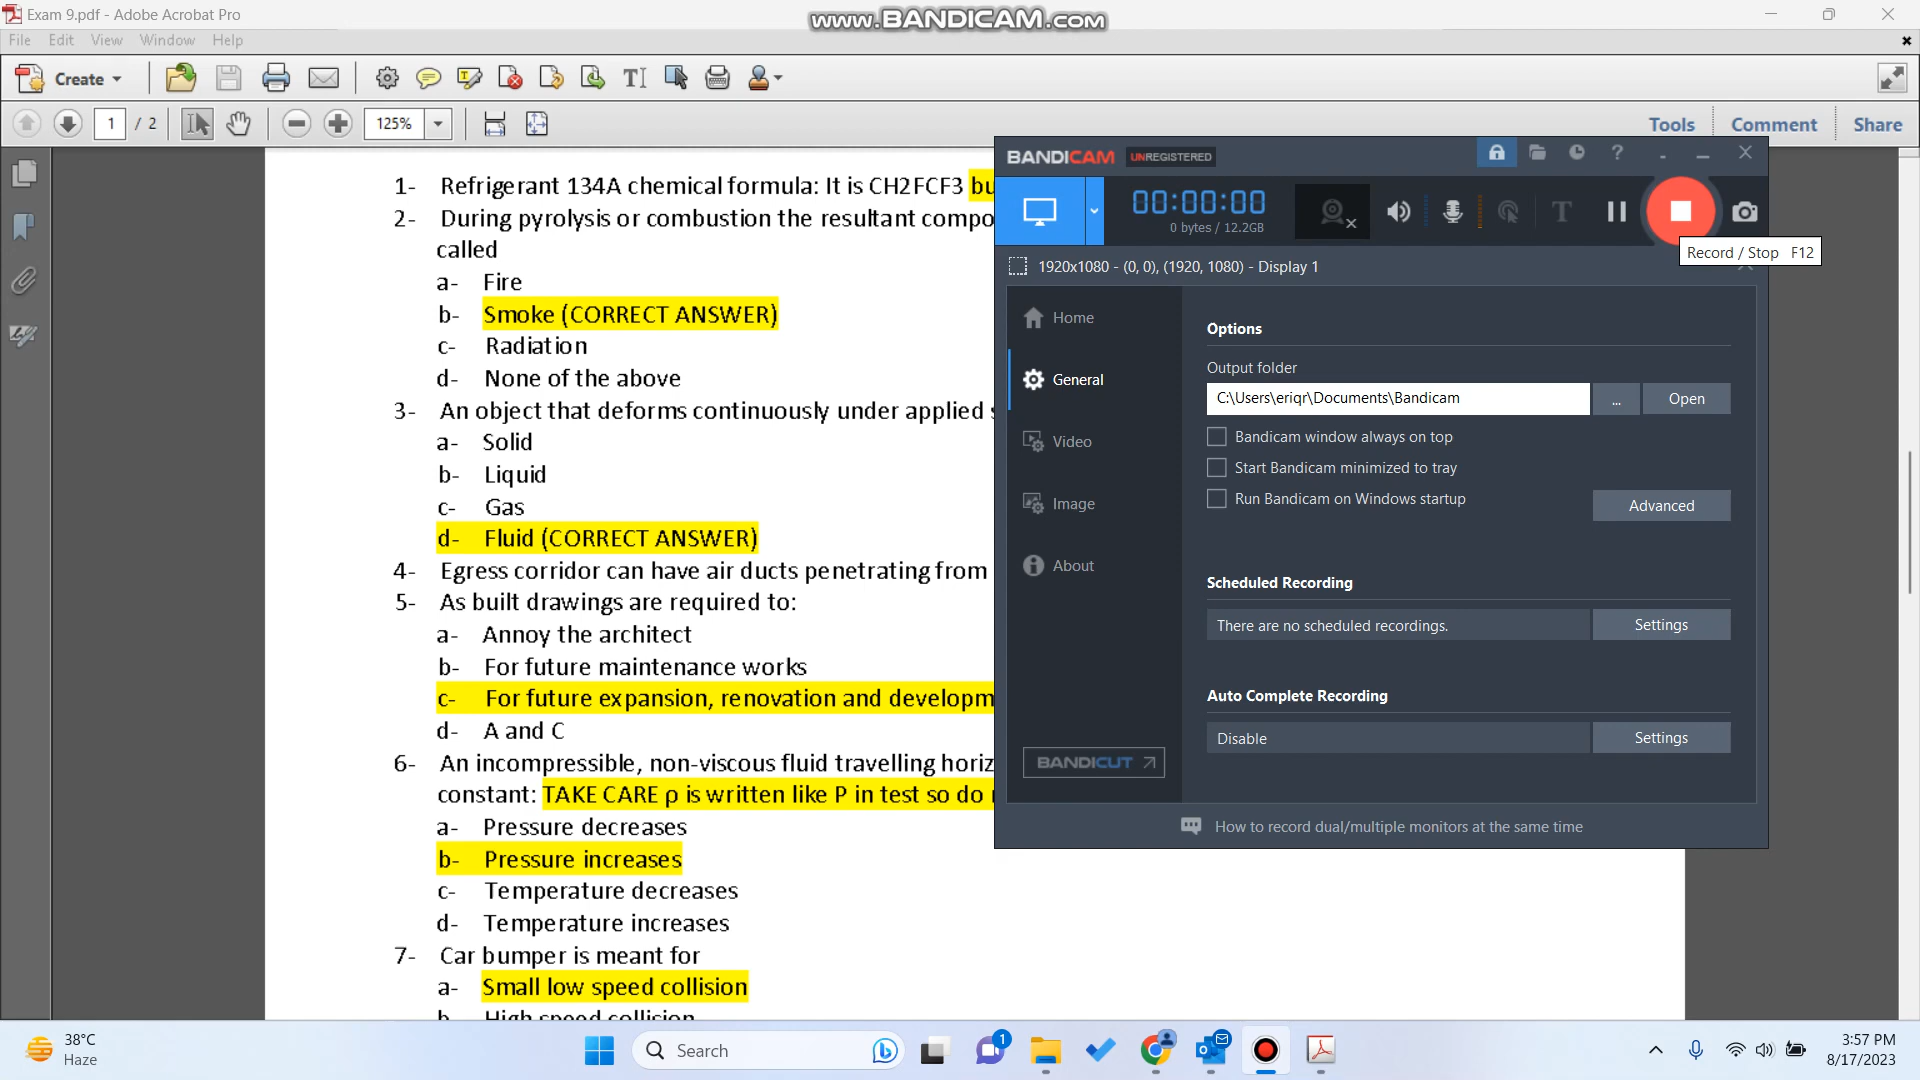 Exam 9.pdf - Adobe Acrobat Pro
www.BANDICAM.com
File Edit View Window Help
Create
1 / 2
125%
Tools Comment Share
1- Refrigerant 134A chemical formula: It is CH2FCF3 bu
2- During pyrolysis or combustion the resultant compo
called
a- Fire
b- Smoke (CORRECT ANSWER)
c- Radiation
d- None of the above
3- An object that deforms continuously under applied s
a- Solid
b- Liquid
c- Gas
d- Fluid (CORRECT ANSWER)
4- Egress corridor can have air ducts penetrating from
5- As built drawings are required to:
a- Annoy the architect
b- For future maintenance works
c- For future expansion, renovation and developm
d- A and C
6- An incompressible, non-viscous fluid travelling horiz
constant: TAKE CARE ρ is written like P in test so do
a- Pressure decreases
b- Pressure increases
c- Temperature decreases
d- Temperature increases
7- Car bumper is meant for
a- Small low speed collision
b- High speed collision
BANDICAM UNREGISTERED
00:00:00
0 bytes / 12.2GB
Record / Stop F12
1920x1080 - (0, 0), (1920, 1080) - Display 1
Home
General
Video
Image
About
BANDICUT
Options
Output folder
C:\Users\eriqr\Documents\Bandicam
... Open
Bandicam window always on top
Start Bandicam minimized to tray
Run Bandicam on Windows startup
Advanced
Scheduled Recording
There are no scheduled recordings. Settings
Auto Complete Recording
Disable Settings
How to record dual/multiple monitors at the same time
38°C
Haze
Search
1
3:57 PM
8/17/2023